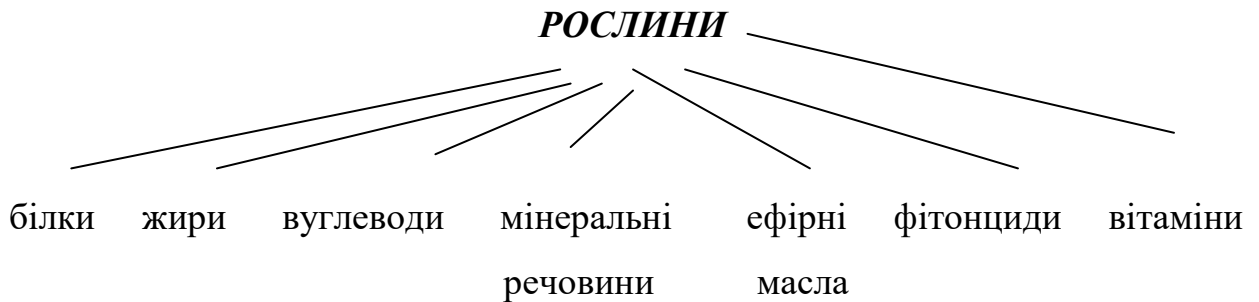 РОСЛИНИ
білки жири вуглеводи мінеральні ефірні фітонциди вітаміни
речовини масла